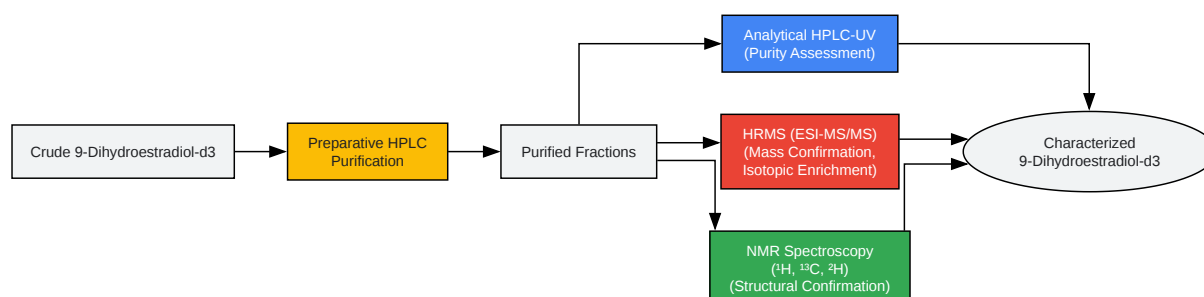 Crude 9-Dihydroestradiol-d3
Preparative HPLC
Purification
Purified Fractions
Analytical HPLC-UV
(Purity Assessment)
HRMS (ESI-MS/MS)
(Mass Confirmation,
Isotopic Enrichment)
NMR Spectroscopy
(¹H, ¹³C, ²H)
(Structural Confirmation)
Characterized
9-Dihydroestradiol-d3